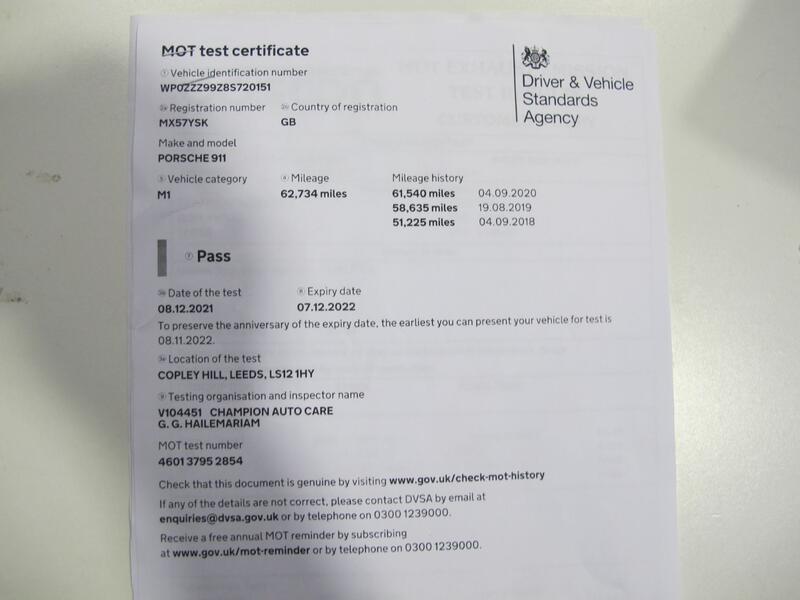 MOT test certificate
Driver & Vehicle
Standards
Agency
Vehicle identification number
WP0ZZZ99Z8S720151
Registration number Country of registration
MX57YSK GB
Make and model
PORSCHE 911
Vehicle category Mileage Mileage history
M1 62,734 miles 61,540 miles 04.09.2020
58,635 miles 19.08.2019
51,225 miles 04.09.2018
Pass
Date of the test Expiry date
08.12.2021 07.12.2022
To preserve the anniversary of the expiry date, the earliest you can present your vehicle for test is
08.11.2022.
Location of the test
COPLEY HILL, LEEDS, LS12 1HY
Testing organisation and inspector name
V104451 CHAMPION AUTO CARE
G. G. HAILEMARIAM
MOT test number
4601 3795 2854
Check that this document is genuine by visiting www.gov.uk/check-mot-history
If any of the details are not correct, please contact DVSA by email at
enquiries@dvsa.gov.uk or by telephone on 0300 1239000.
Receive a free annual MOT reminder by subscribing
at www.gov.uk/mot-reminder or by telephone on 0300 1239000.